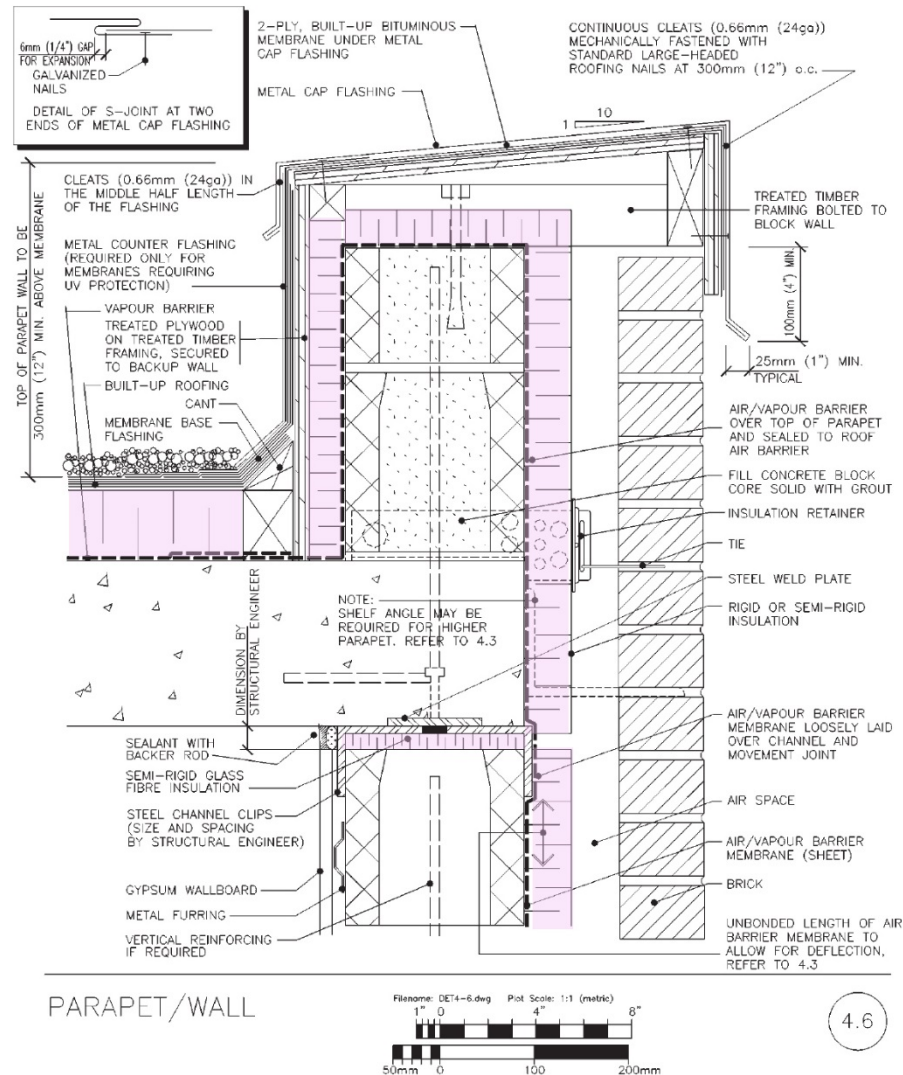 6mm (1/4") GAP
FOR EXPANSION
GALVANIZED
NAILS
DETAIL OF S-JOINT AT TWO
ENDS OF METAL CAP FLASHING
2-PLY, BUILT-UP BITUMINOUS
MEMBRANE UNDER METAL
CAP FLASHING
METAL CAP FLASHING
CONTINUOUS CLEATS (0.66mm (24ga))
MECHANICALLY FASTENED WITH
STANDARD LARGE-HEADED
ROOFING NAILS AT 300mm (12") o.c.
10
1
TOP OF PARAPET WALL TO BE
300mm (12") MIN. ABOVE MEMBRANE
CLEATS (0.66mm (24ga)) IN
THE MIDDLE HALF LENGTH
OF THE FLASHING
METAL COUNTER FLASHING
(REQUIRED ONLY FOR
MEMBRANES REQUIRING
UV PROTECTION)
VAPOUR BARRIER
TREATED PLYWOOD
ON TREATED TIMBER
FRAMING, SECURED
TO BACKUP WALL
BUILT-UP ROOFING
CANT
MEMBRANE BASE
FLASHING
TREATED TIMBER
FRAMING BOLTED TO
BLOCK WALL
100mm (4") MIN.
25mm (1") MIN.
TYPICAL
AIR/VAPOUR BARRIER
OVER TOP OF PARAPET
AND SEALED TO ROOF
AIR BARRIER
FILL CONCRETE BLOCK
CORE SOLID WITH GROUT
INSULATION RETAINER
TIE
STEEL WELD PLATE
RIGID OR SEMI-RIGID
INSULATION
NOTE:
SHELF ANGLE MAY BE
REQUIRED FOR HIGHER
PARAPET. REFER TO 4.3
DIMENSION BY
STRUCTURAL ENGINEER
SEALANT WITH
BACKER ROD
SEMI-RIGID GLASS
FIBRE INSULATION
STEEL CHANNEL CLIPS
(SIZE AND SPACING
BY STRUCTURAL ENGINEER)
GYPSUM WALLBOARD
METAL FURRING
VERTICAL REINFORCING
IF REQUIRED
AIR/VAPOUR BARRIER
MEMBRANE LOOSELY LAID
OVER CHANNEL AND
MOVEMENT JOINT
AIR SPACE
AIR/VAPOUR BARRIER
MEMBRANE (SHEET)
BRICK
UNBONDED LENGTH OF AIR
BARRIER MEMBRANE TO
ALLOW FOR DEFLECTION,
REFER TO 4.3
PARAPET/WALL
Filename: DET4-6.dwg Plot Scale: 1:1 (metric)
1" 0 4" 8"
50mm 0 100 200mm
4.6